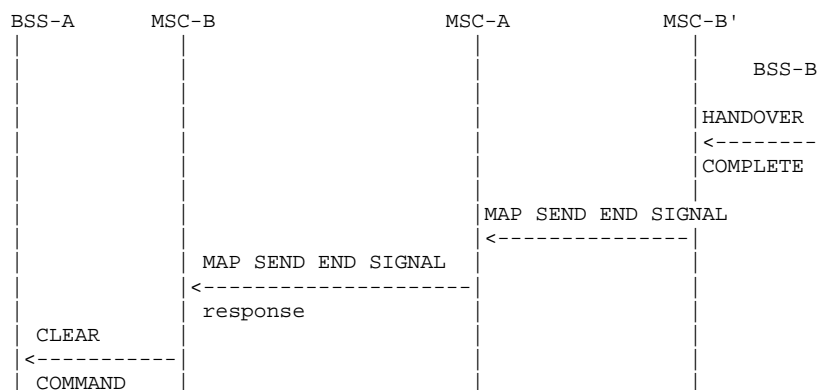 BSS-A MSC-B MSC-A MSC-B'
BSS-B
HANDOVER
COMPLETE
MAP SEND END SIGNAL
MAP SEND END SIGNAL
response
CLEAR
COMMAND